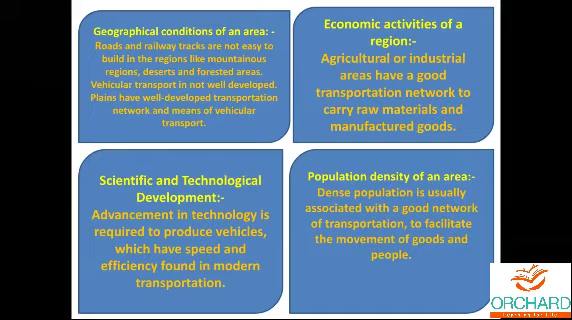 Geographical conditions of an area: -
Roads and railway tracks are not easy to
build in the regions like mountainous
regions, deserts and forested areas.
Vehicular transport in not well developed.
Plains have well-developed transportation
network and means of vehicular
transport.
Economic activities of a
region:-
Agricultural or industrial
areas have a good
transportation network to
carry raw materials and
manufactured goods.
Scientific and Technological
Development:-
Advancement in technology is
required to produce vehicles,
which have speed and
efficiency found in modern
transportation.
Population density of an area:-
Dense population is usually
associated with a good network
of transportation, to facilitate
the movement of goods and
people.
ORCHARD
Learning for Life